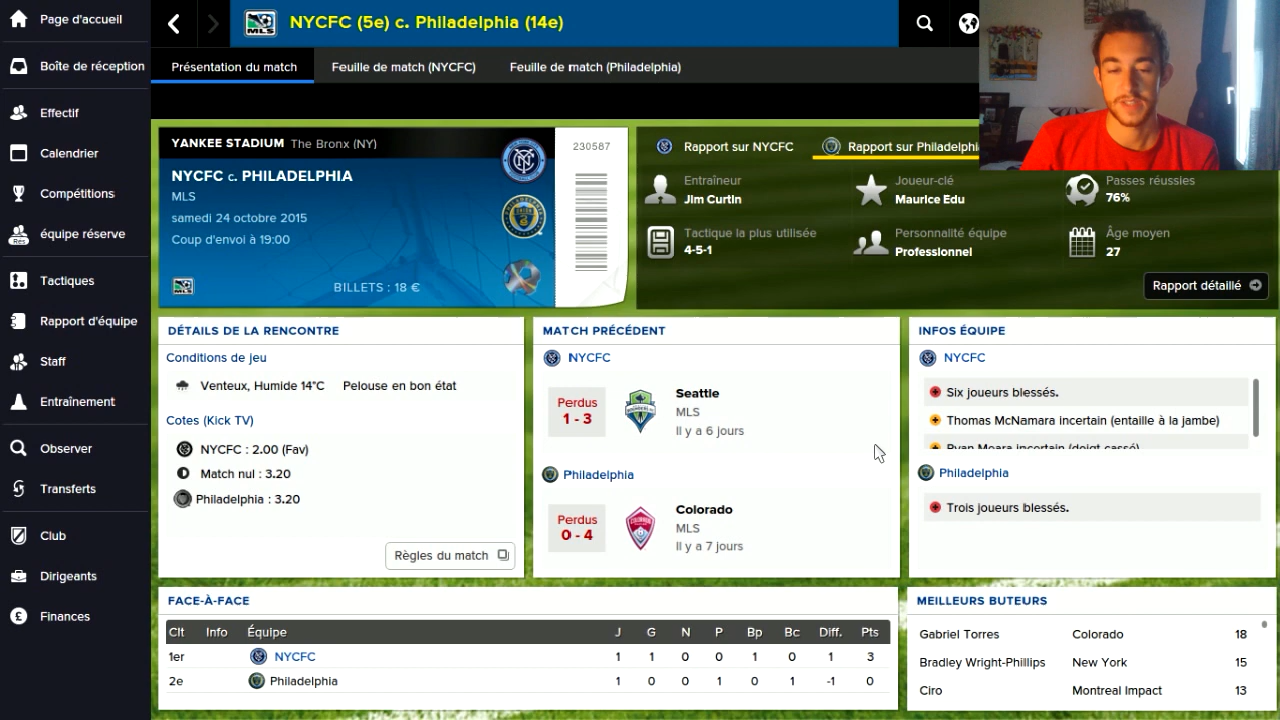 Page d'accueil
Boîte de réception
Effectif
Calendrier
Compétitions
Équipe réserve
Tactiques
Rapport d'équipe
Staff
Entraînement
Observer
Transferts
Club
Dirigeants
Finances
MLS
NYCFC (5e) c. Philadelphia (14e)
Présentation du match
Feuille de match (NYCFC)
Feuille de match (Philadelphia)
YANKEE STADIUM The Bronx (NY)
NYCFC c. PHILADELPHIA
MLS
samedi 24 octobre 2015
Coup d'envoi à 19:00
BILLETS : 18 €
230587
Rapport sur NYCFC
Rapport sur Philadelphi
Entraîneur
Jim Curtin
Joueur-clé
Maurice Edu
Passes réussies
76%
Tactique la plus utilisée
4-5-1
Personnalité équipe
Professionnel
Âge moyen
27
Rapport détaillé
DÉTAILS DE LA RENCONTRE
Conditions de jeu
Venteux, Humide 14°C Pelouse en bon état
Cotes (Kick TV)
NYCFC : 2.00 (Fav)
Match nul : 3.20
Philadelphia : 3.20
Règles du match
MATCH PRÉCÉDENT
NYCFC
Perdus
1 - 3
Seattle
MLS
Il y a 6 jours
Philadelphia
Perdus
0 - 4
Colorado
MLS
Il y a 7 jours
INFOS ÉQUIPE
NYCFC
Six joueurs blessés.
Thomas McNamara incertain (entaille à la jambe)
Ryan Meara incertain (doigt cassé)
Philadelphia
Trois joueurs blessés.
FACE-À-FACE
Clt Info Équipe J G N P Bp Bc Diff. Pts
1er NYCFC 1 1 0 0 1 0 1 3
2e Philadelphia 1 0 0 1 0 1 -1 0
MEILLEURS BUTEURS
Gabriel Torres Colorado 18
Bradley Wright-Phillips New York 15
Ciro Montreal Impact 13